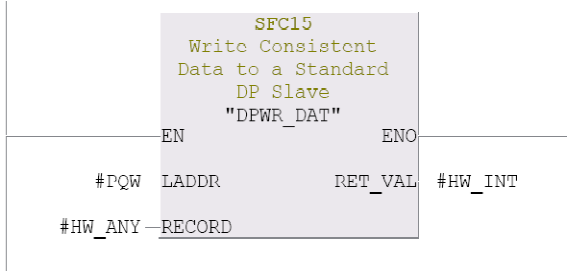 SFC15
Write Consistent
Data to a Standard
DP Slave
"DPWR_DAT"
EN ENO
#PQW LADDR RET_VAL #HW_INT
#HW_ANY RECORD